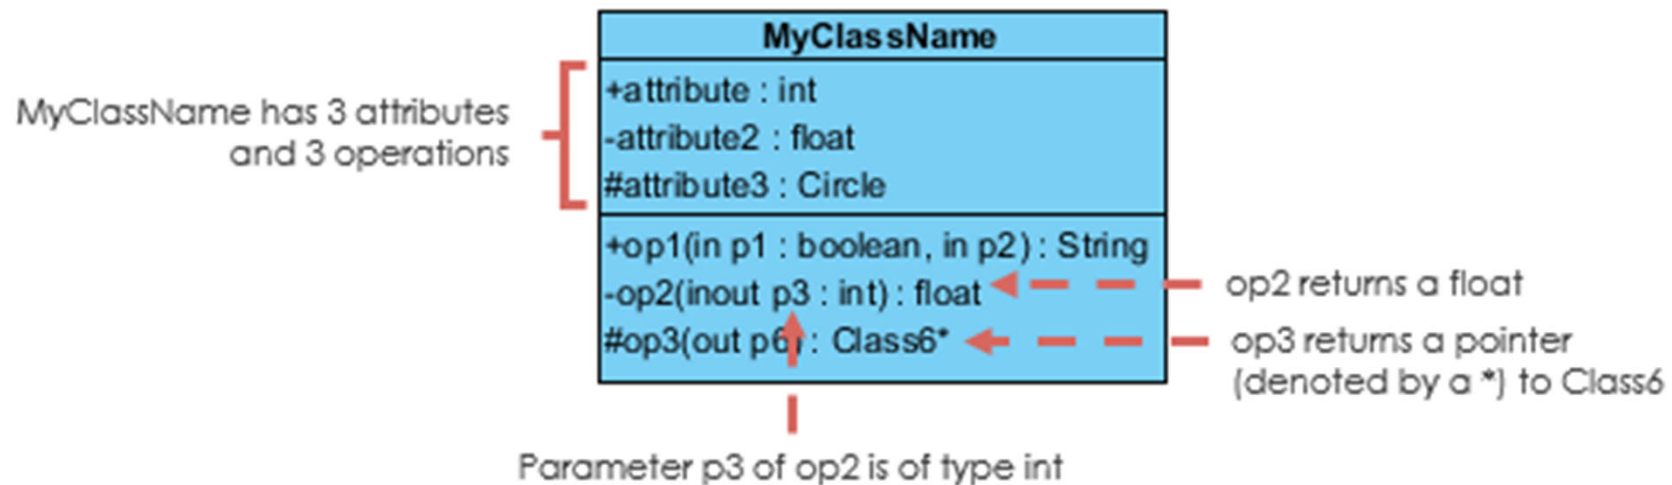 MyClassName
+attribute : int
-attribute2 : float
#attribute3 : Circle
+op1(in p1 : boolean, in p2) : String
-op2(inout p3 : int) : float
#op3(out p6) : Class6*
MyClassName has 3 attributes
and 3 operations
op2 returns a float
op3 returns a pointer
(denoted by a *) to Class6
Parameter p3 of op2 is of type int